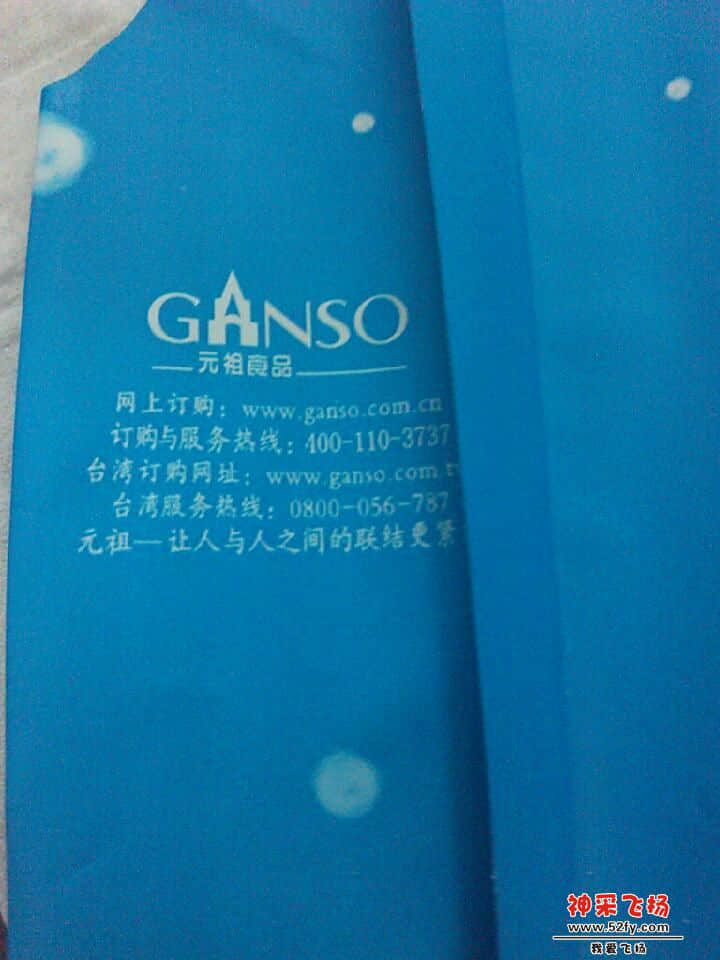 GANSO
元祖食品
网上订购：www.ganso.com.cn
订购与服务热线：400-110-3737
台湾订购网址：www.ganso.com.t
台湾服务热线：0800-056-787
元祖—让人与人之间的联结更紧
神采飞扬
www.52fy.com
我爱飞扬